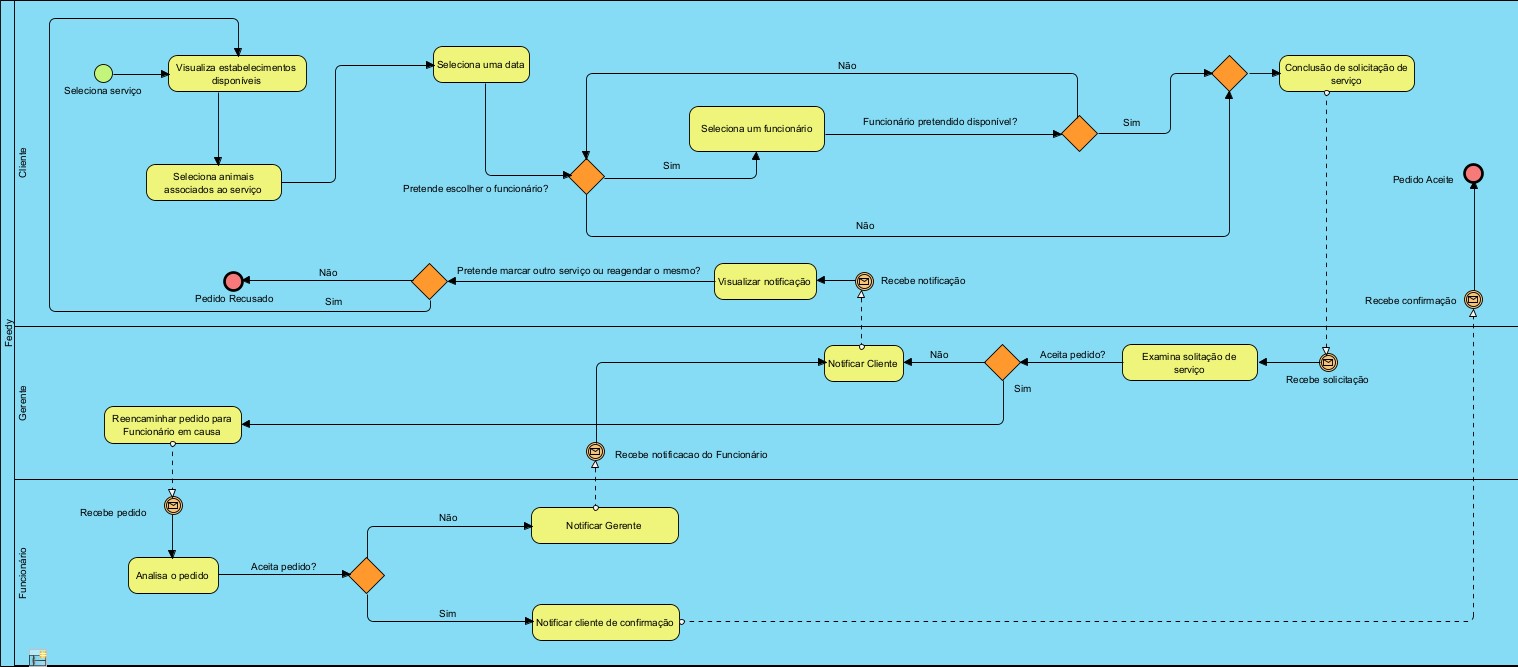 Feedy
Cliente
Seleciona serviço
Visualiza estabelecimentos
disponíveis
Seleciona animais
associados ao serviço
Seleciona uma data
Pretende escolher o funcionário?
Sim
Não
Seleciona um funcionário
Funcionário pretendido disponível?
Não
Sim
Conclusão de solicitação de
serviço
Pedido Aceite
Recebe confirmação
Recebe notificação
Visualizar notificação
Pretende marcar outro serviço ou reagendar o mesmo?
Não
Pedido Recusado
Sim
Gerente
Recebe solicitação
Examina solitação de
serviço
Aceita pedido?
Não
Sim
Notificar Cliente
Reencaminhar pedido para
Funcionário em causa
Recebe notificacao do Funcionário
Funcionário
Recebe pedido
Analisa o pedido
Aceita pedido?
Não
Notificar Gerente
Sim
Notificar cliente de confirmação